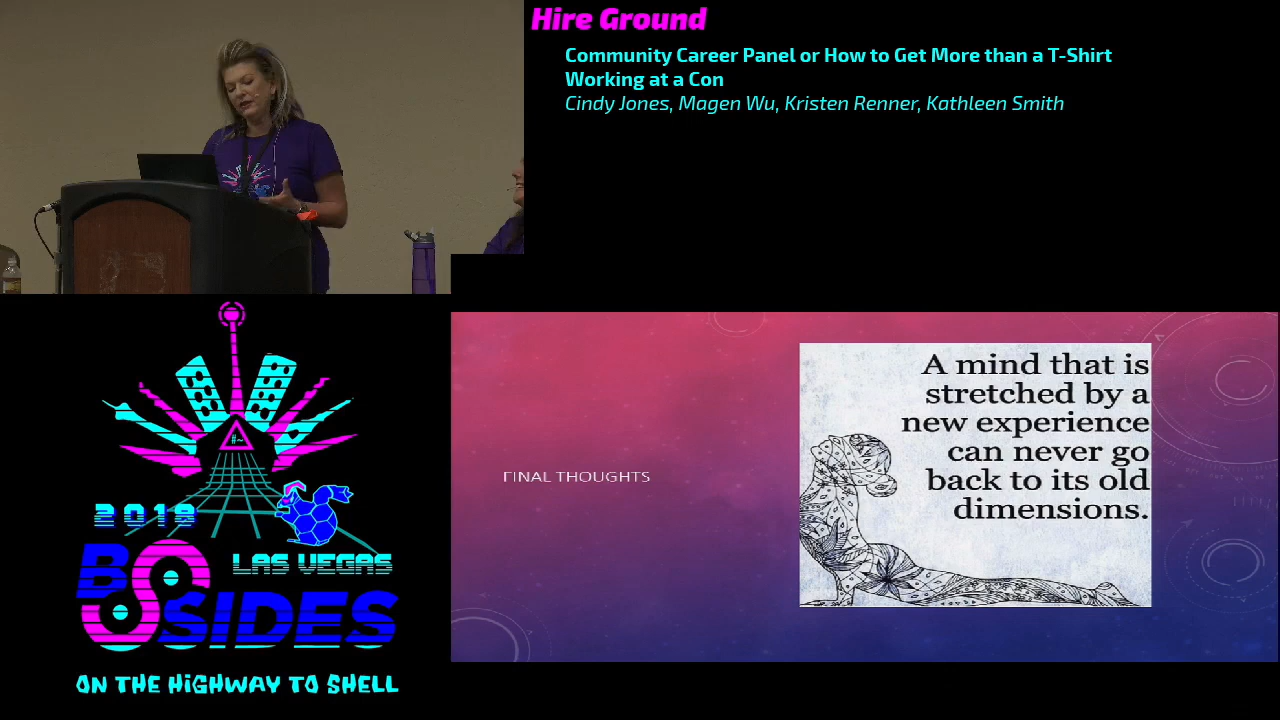 Hire Ground
Community Career Panel or How to Get More than a T-Shirt
Working at a Con
Cindy Jones, Magen Wu, Kristen Renner, Kathleen Smith
#~
2018
LAS VEGAS
BSIDES
ON THE HIGHWAY TO SHELL
FINAL THOUGHTS
A mind that is
stretched by a
new experience
can never go
back to its old
dimensions.